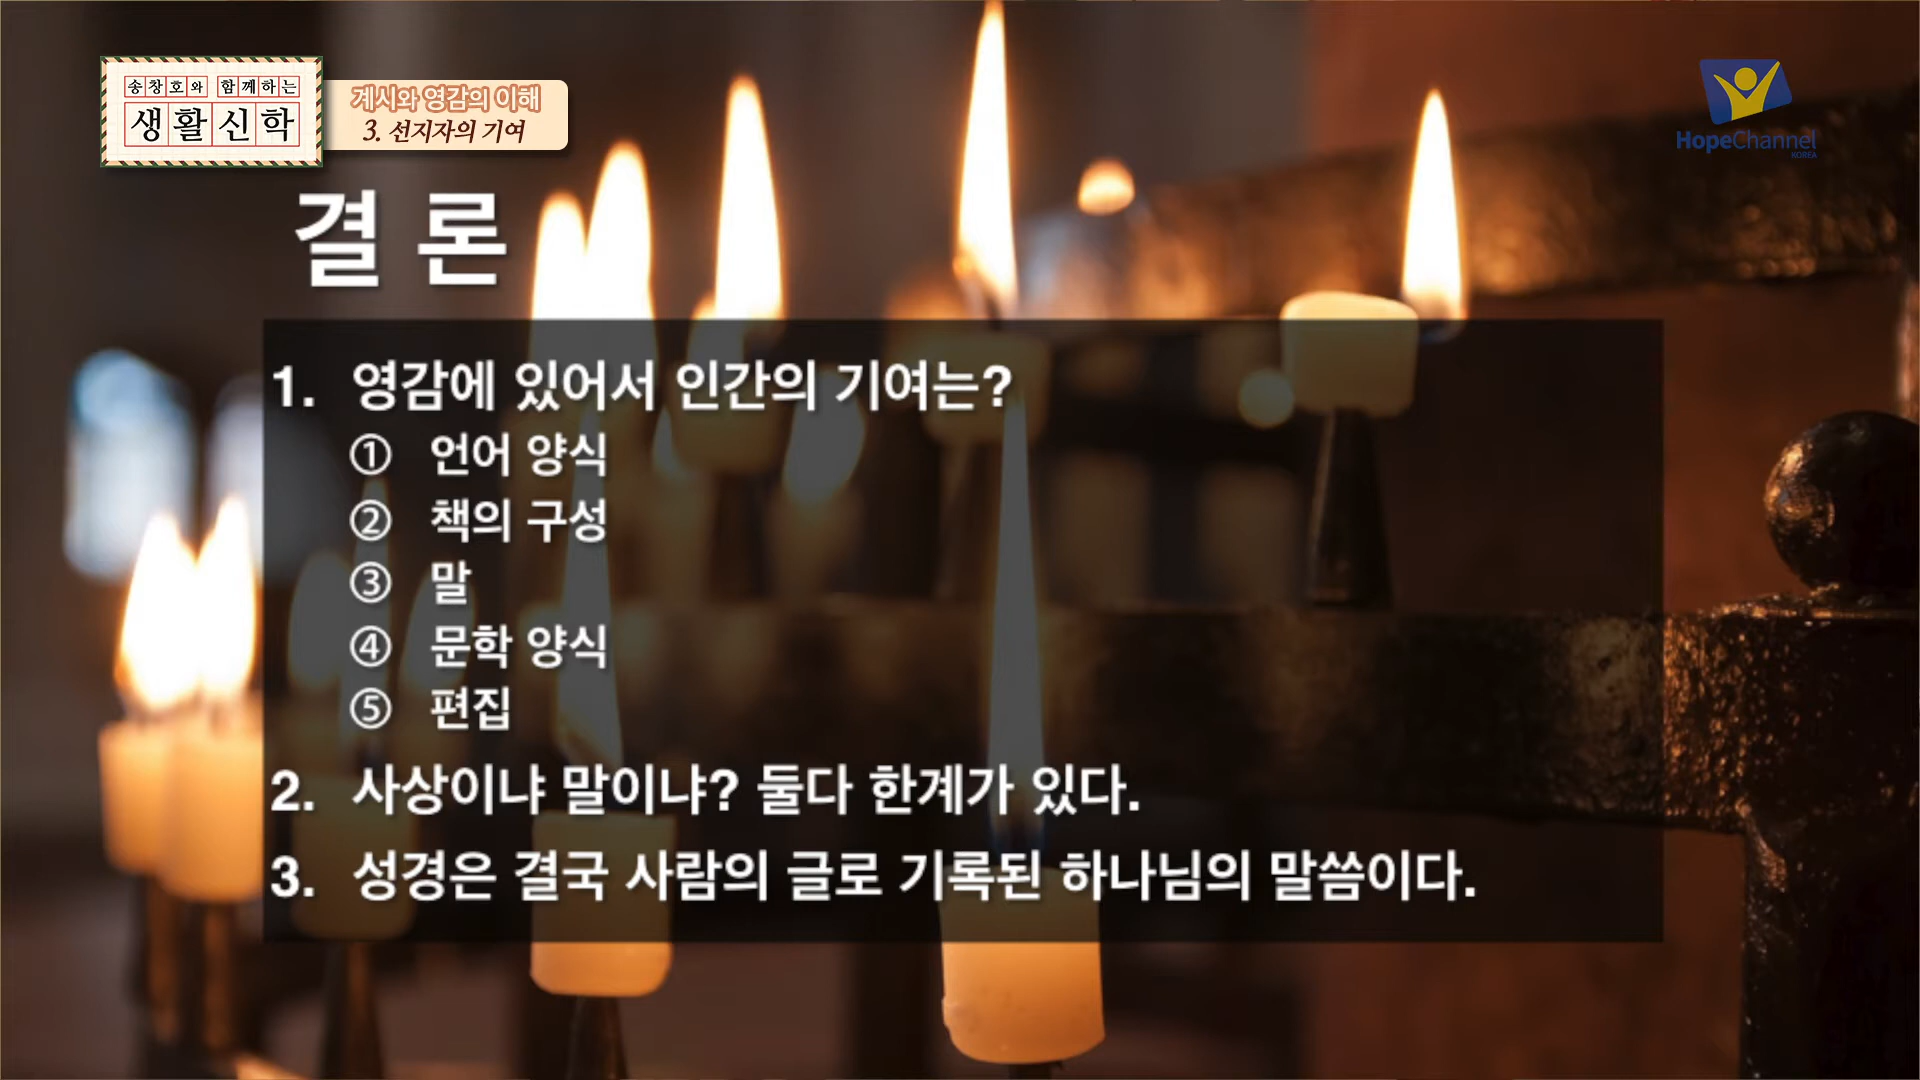 송창호와 함께하는
생활신학
계시와 영감의 이해
3. 선지자의 기여
HopeChannel
KOREA
결 론
1. 영감에 있어서 인간의 기여는?
① 언어 양식
② 책의 구성
③ 말
④ 문학 양식
⑤ 편집
2. 사상이냐 말이냐? 둘다 한계가 있다.
3. 성경은 결국 사람의 글로 기록된 하나님의 말씀이다.